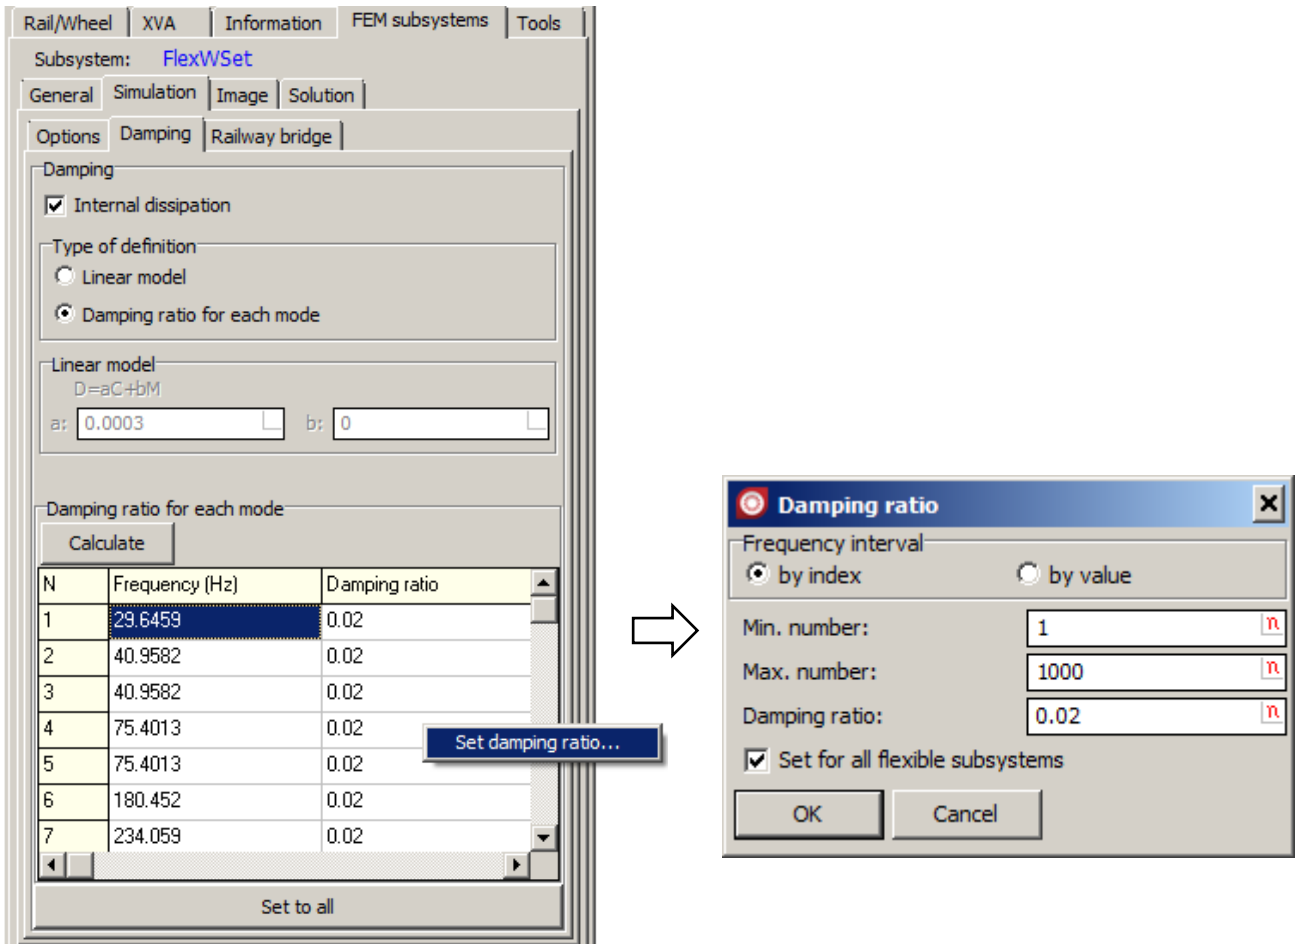 Rail/Wheel XVA Information FEM subsystems Tools
Subsystem: FlexWSet
General Simulation Image Solution
Options Damping Railway bridge
Damping
Internal dissipation
Type of definition
Linear model
Damping ratio for each mode
Linear model
D=aC+bM
a: 0.0003 b: 0
Damping ratio for each mode
Calculate
N Frequency (Hz) Damping ratio
1 29.6459 0.02
2 40.9582 0.02
3 40.9582 0.02
4 75.4013 0.02
5 75.4013 0.02
6 180.452 0.02
7 234.059 0.02
Set damping ratio...
Set to all
Damping ratio
Frequency interval
by index by value
Min. number: 1 n
Max. number: 1000 n
Damping ratio: 0.02 n
Set for all flexible subsystems
OK Cancel